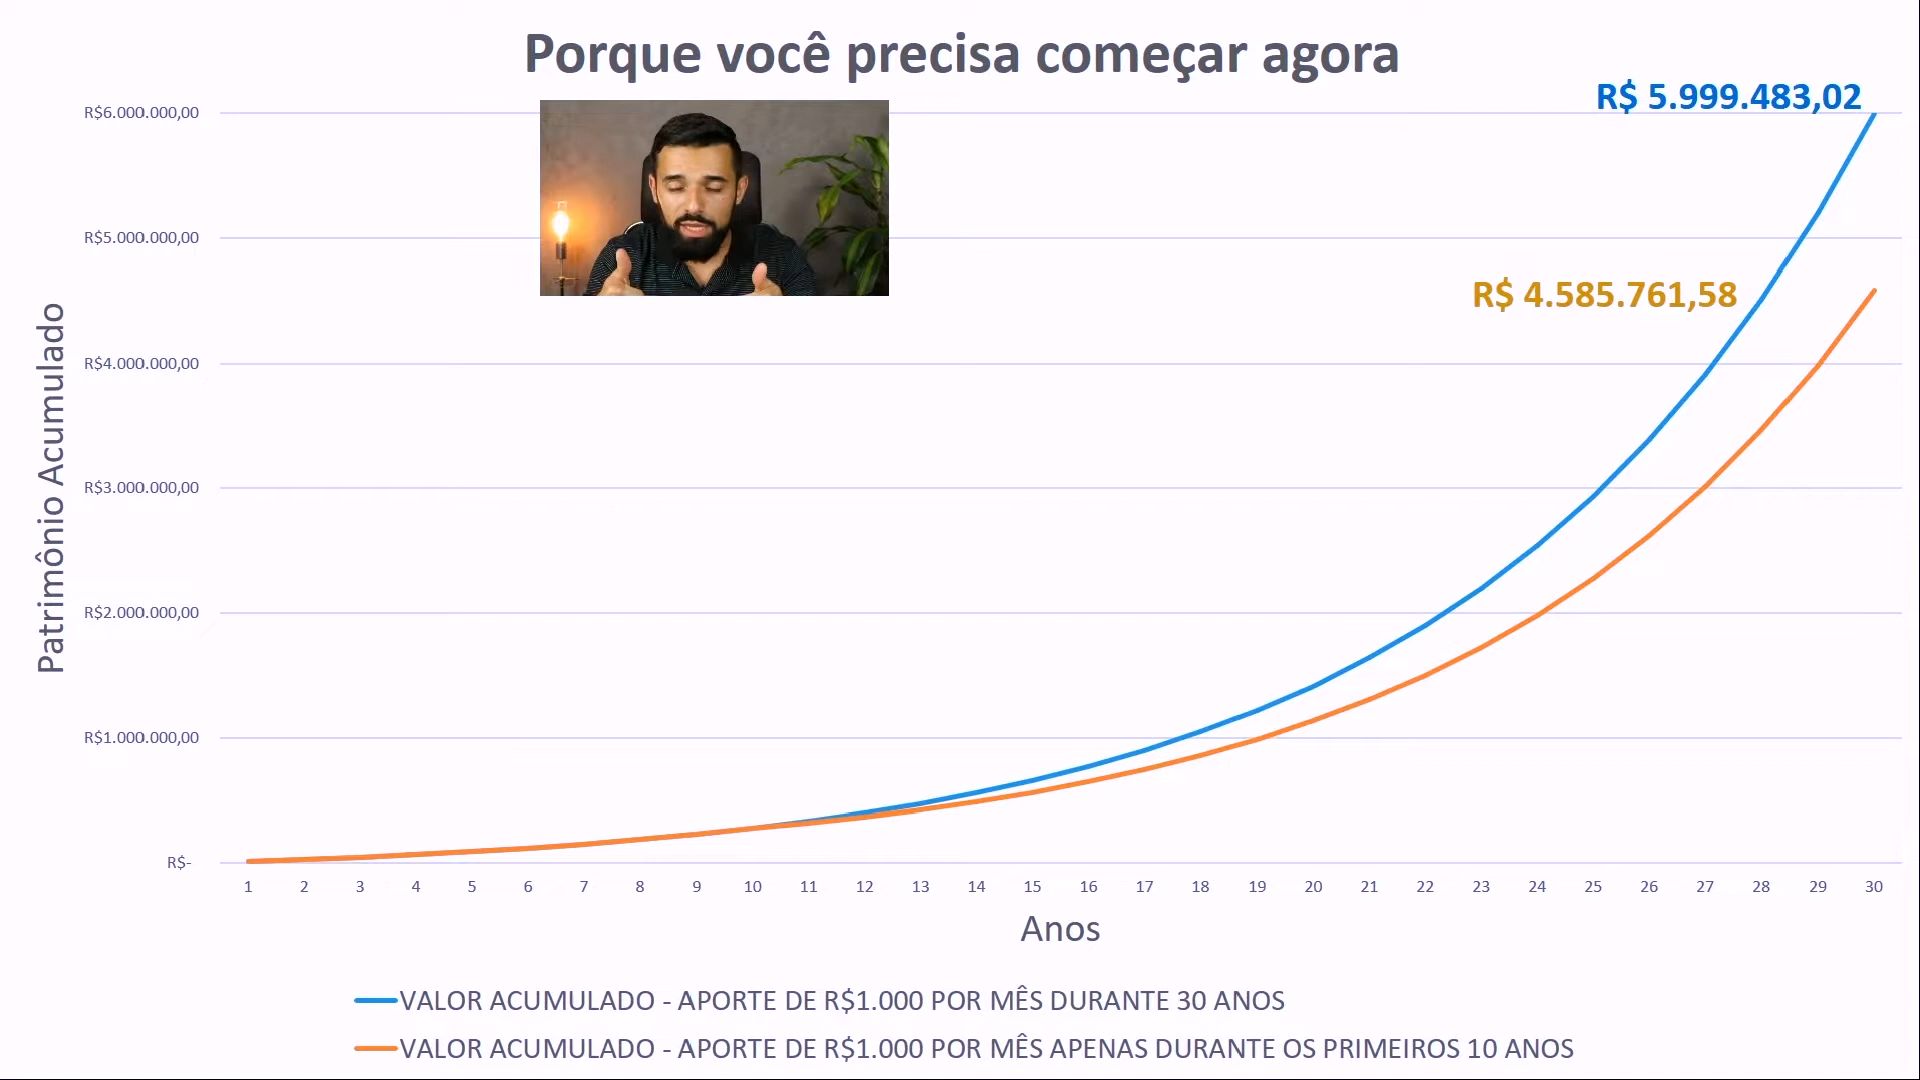 Porque você precisa começar agora
R$ 5.999.483,02
R$6.000.000,00
R$5.000.000,00
R$ 4.585.761,58
R$4.000.000,00
R$3.000.000,00
R$2.000.000,00
R$1.000.000,00
R$-
Patrimônio Acumulado
1 2 3 4 5 6 7 8 9 10 11 12 13 14 15 16 17 18 19 20 21 22 23 24 25 26 27 28 29 30
Anos
VALOR ACUMULADO - APORTE DE R$1.000 POR MÊS DURANTE 30 ANOS
VALOR ACUMULADO - APORTE DE R$1.000 POR MÊS APENAS DURANTE OS PRIMEIROS 10 ANOS